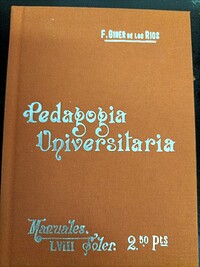 F. GINER DE LOS RIOS
Pedagogía
Universitaria
Manuales.
LVIII Soler. 2.50 Pts